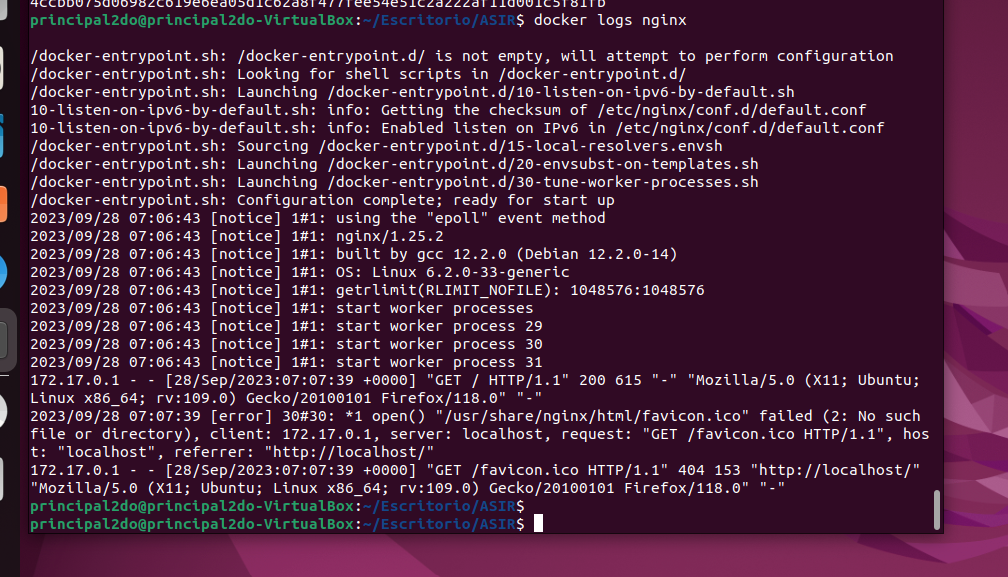 4ccbb075d06982c619e6ea05d1c62a8f477fee54e51c2a222af11d001c5f81fb
principal2do@principal2do-VirtualBox:~/Escritorio/ASIR$ docker logs nginx
/docker-entrypoint.sh: /docker-entrypoint.d/ is not empty, will attempt to perform configuration
/docker-entrypoint.sh: Looking for shell scripts in /docker-entrypoint.d/
/docker-entrypoint.sh: Launching /docker-entrypoint.d/10-listen-on-ipv6-by-default.sh
10-listen-on-ipv6-by-default.sh: info: Getting the checksum of /etc/nginx/conf.d/default.conf
10-listen-on-ipv6-by-default.sh: info: Enabled listen on IPv6 in /etc/nginx/conf.d/default.conf
/docker-entrypoint.sh: Sourcing /docker-entrypoint.d/15-local-resolvers.envsh
/docker-entrypoint.sh: Launching /docker-entrypoint.d/20-envsubst-on-templates.sh
/docker-entrypoint.sh: Launching /docker-entrypoint.d/30-tune-worker-processes.sh
/docker-entrypoint.sh: Configuration complete; ready for start up
2023/09/28 07:06:43 [notice] 1#1: using the "epoll" event method
2023/09/28 07:06:43 [notice] 1#1: nginx/1.25.2
2023/09/28 07:06:43 [notice] 1#1: built by gcc 12.2.0 (Debian 12.2.0-14)
2023/09/28 07:06:43 [notice] 1#1: OS: Linux 6.2.0-33-generic
2023/09/28 07:06:43 [notice] 1#1: getrlimit(RLIMIT_NOFILE): 1048576:1048576
2023/09/28 07:06:43 [notice] 1#1: start worker processes
2023/09/28 07:06:43 [notice] 1#1: start worker process 29
2023/09/28 07:06:43 [notice] 1#1: start worker process 30
2023/09/28 07:06:43 [notice] 1#1: start worker process 31
172.17.0.1 - - [28/Sep/2023:07:07:39 +0000] "GET / HTTP/1.1" 200 615 "-" "Mozilla/5.0 (X11; Ubuntu;
Linux x86_64; rv:109.0) Gecko/20100101 Firefox/118.0" "-"
2023/09/28 07:07:39 [error] 30#30: *1 open() "/usr/share/nginx/html/favicon.ico" failed (2: No such
file or directory), client: 172.17.0.1, server: localhost, request: "GET /favicon.ico HTTP/1.1", hos
t: "localhost", referrer: "http://localhost/"
172.17.0.1 - - [28/Sep/2023:07:07:39 +0000] "GET /favicon.ico HTTP/1.1" 404 153 "http://localhost/"
"Mozilla/5.0 (X11; Ubuntu; Linux x86_64; rv:109.0) Gecko/20100101 Firefox/118.0" "-"
principal2do@principal2do-VirtualBox:~/Escritorio/ASIR$
principal2do@principal2do-VirtualBox:~/Escritorio/ASIR$